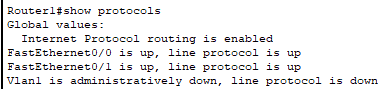 Router1#show protocols
Global values:
  Internet Protocol routing is enabled
FastEthernet0/0 is up, line protocol is up
FastEthernet0/1 is up, line protocol is up
Vlan1 is administratively down, line protocol is down